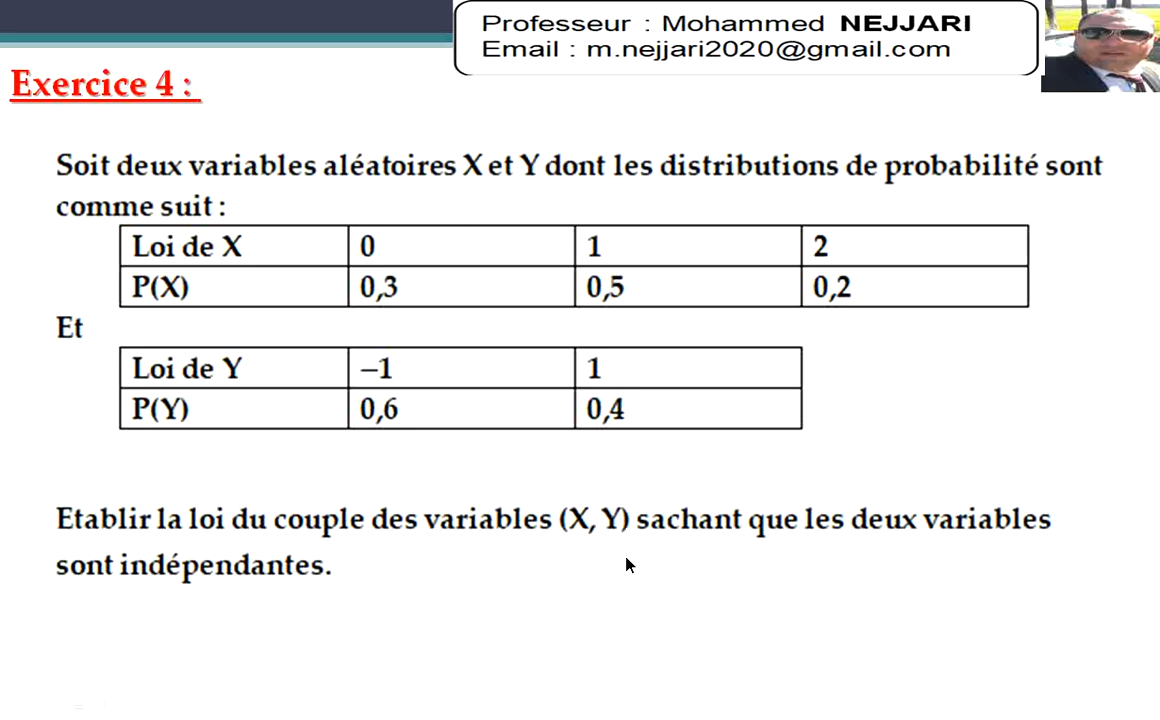 Professeur : Mohammed NEJJARI
Email : m.nejjari2020@gmail.com
Exercice 4 :
Soit deux variables aléatoires X et Y dont les distributions de probabilité sont
comme suit :
Loi de X 0 1 2
P(X) 0,3 0,5 0,2
Et
Loi de Y –1 1
P(Y) 0,6 0,4
Etablir la loi du couple des variables (X, Y) sachant que les deux variables
sont indépendantes.